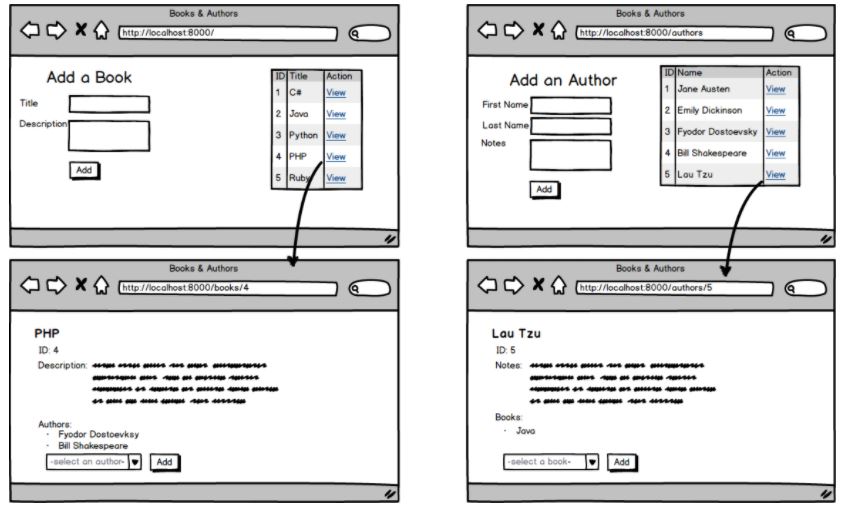 Books & Authors
http://localhost:8000/
Add a Book
Title
Description
Add
ID Title Action
1 C# View
2 Java View
3 Python View
4 PHP View
5 Ruby View
Books & Authors
http://localhost:8000/authors
Add an Author
First Name
Last Name
Notes
Add
ID Name Action
1 Jane Austen View
2 Emily Dickinson View
3 Fyodor Dostoevsky View
4 Bill Shakespeare View
5 Lau Tzu View
Books & Authors
http://localhost:8000/books/4
PHP
ID: 4
Description:
Authors:
· Fyodor Dostoevksy
· Bill Shakespeare
-select an author- Add
Books & Authors
http://localhost:8000/authors/5
Lau Tzu
ID: 5
Notes:
Books:
· Java
-select a book- Add